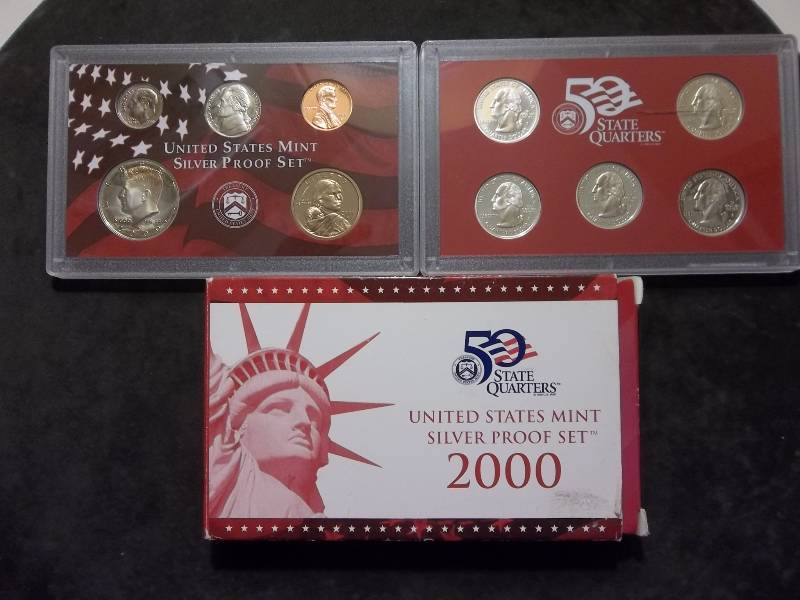 UNITED STATES MINT
SILVER PROOF SET™
50
STATE
QUARTERS™
50
STATE
QUARTERS™
UNITED STATES MINT
SILVER PROOF SET™
2000